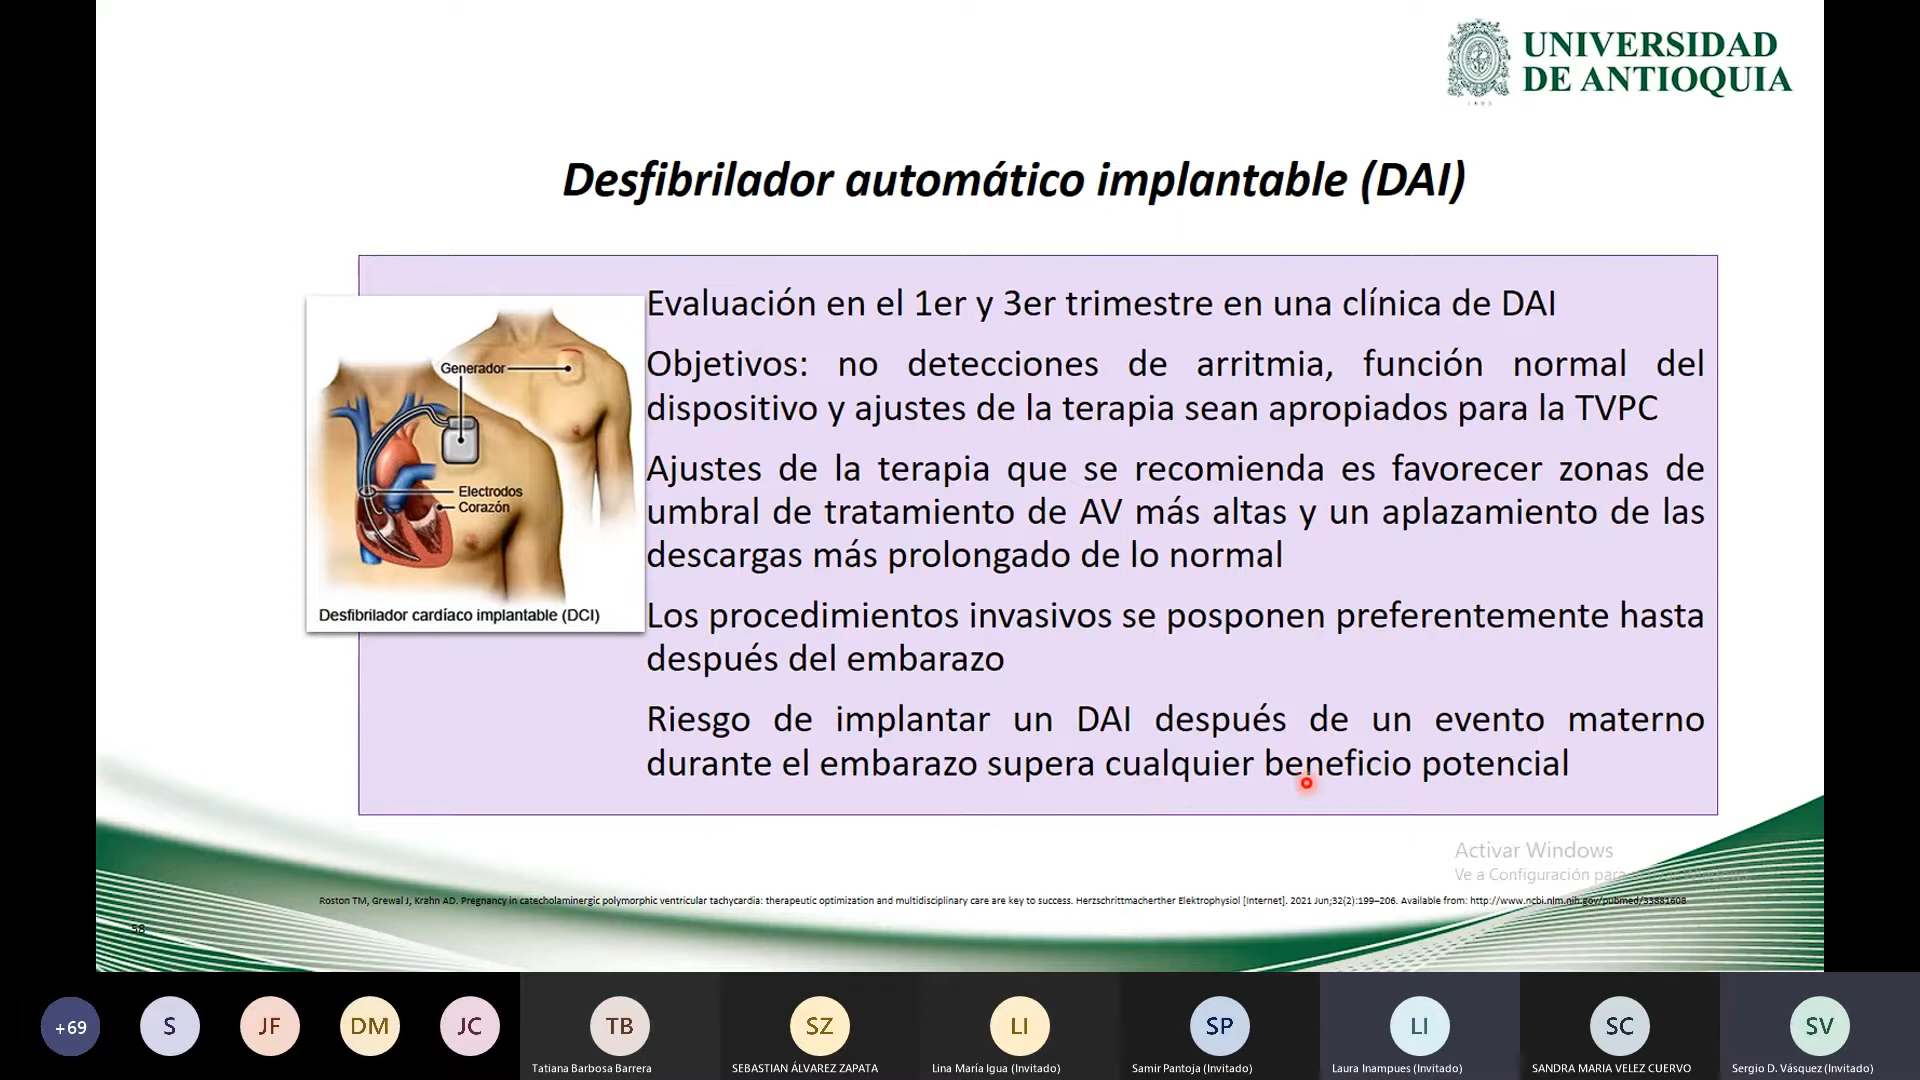 UNIVERSIDAD
DE ANTIOQUIA
1803
Desfibrilador automático implantable (DAI)
Evaluación en el 1er y 3er trimestre en una clínica de DAI
Objetivos: no detecciones de arritmia, función normal del
dispositivo y ajustes de la terapia sean apropiados para la TVPC
Ajustes de la terapia que se recomienda es favorecer zonas de
umbral de tratamiento de AV más altas y un aplazamiento de las
descargas más prolongado de lo normal
Los procedimientos invasivos se posponen preferentemente hasta
después del embarazo
Riesgo de implantar un DAI después de un evento materno
durante el embarazo supera cualquier beneficio potencial
Generador
Electrodos
Corazón
Desfibrilador cardíaco implantable (DCI)
Activar Windows
Ve a Configuración para
Roston TM, Grewal J, Krahn AD. Pregnancy in catecholaminergic polymorphic ventricular tachycardia: therapeutic optimization and multidisciplinary care are key to success. Herzschrittmacherther Elektrophysiol [Internet]. 2021 Jun;32(2):199–206. Available from: http://www.ncbi.nlm.nih.gov/pubmed/33881608
58
+69
S
JF
DM
JC
TB
SZ
LI
SP
LI
SC
SV
Tatiana Barbosa Barrera
SEBASTIAN ÁLVAREZ ZAPATA
Lina María Igua (Invitado)
Samir Pantoja (Invitado)
Laura Inampues (Invitado)
SANDRA MARIA VELEZ CUERVO
Sergio D. Vásquez (Invitado)